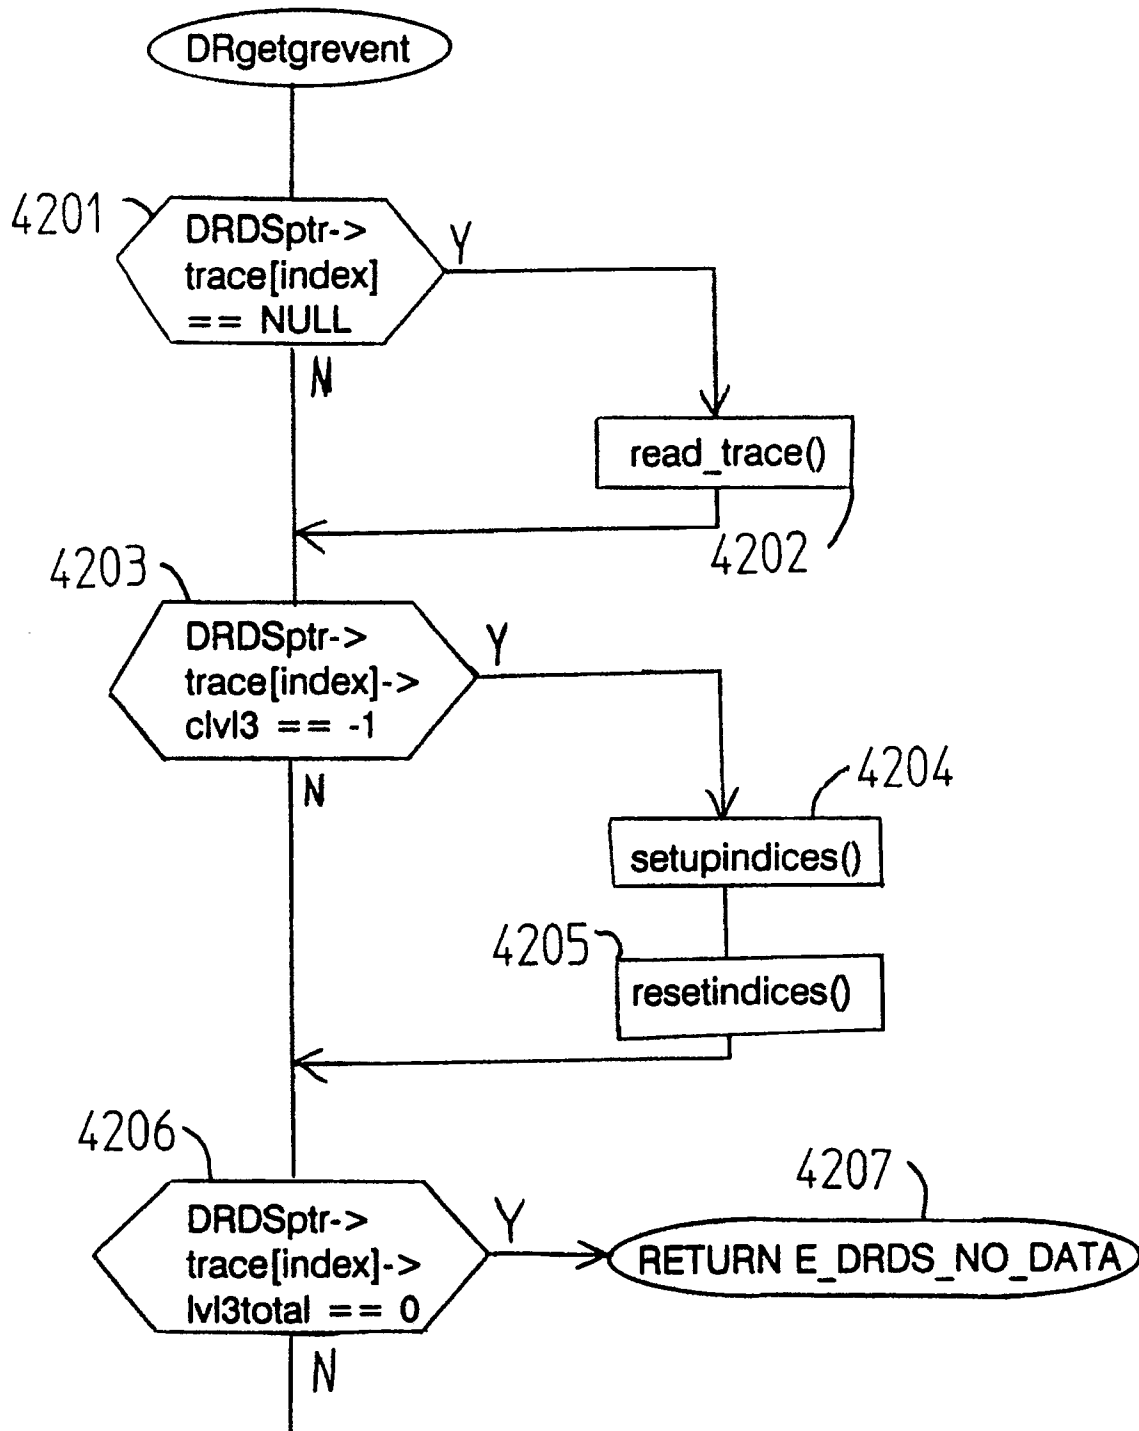 DRgetgrevent
4201
DRDSptr->
trace[index]
== NULL
Y
N
read_trace()
4202
4203
DRDSptr->
trace[index]->
clvl3 == -1
Y
N
4204
setupindices()
4205
resetindices()
4206
DRDSptr->
trace[index]->
lvl3total == 0
Y
N
4207
RETURN E_DRDS_NO_DATA